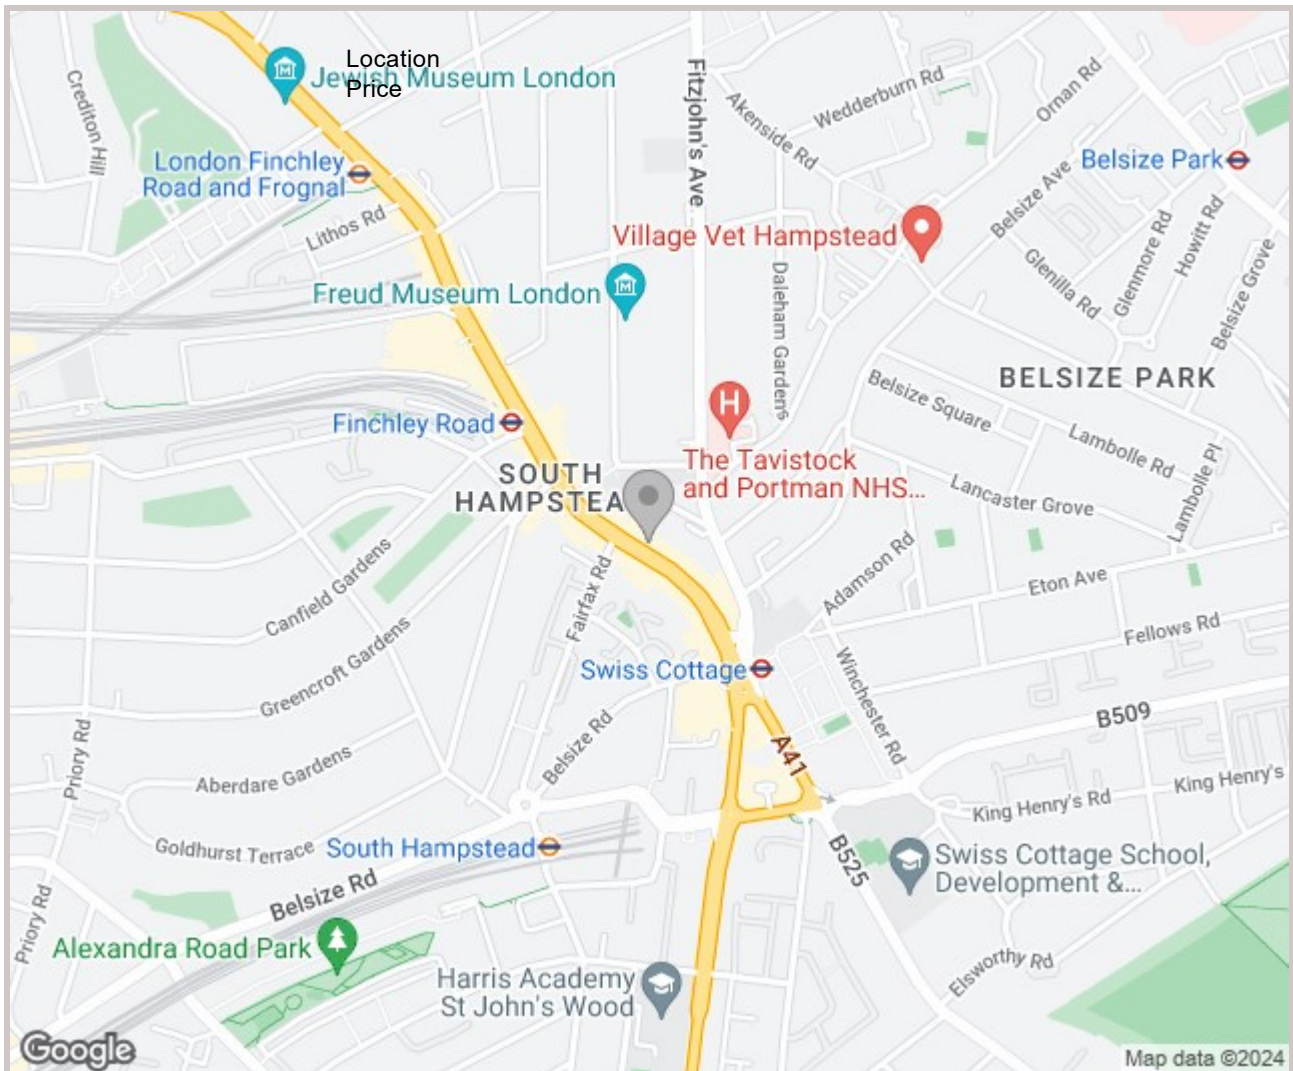 Location
Price
Jewish Museum London
Crediton Hill
Fitzjohn's Ave
Wedderburn Rd
Ornan Rd
Akenside Rd
London Finchley
Road and Frognal
Belsize Park
Lithos Rd
Belsize Ave
Howitt Rd
Village Vet Hampstead
Glenmore Rd
Glenilla Rd
Belsize Grove
Freud Museum London
Daleham Gardens
BELSIZE PARK
Belsize Square
Finchley Road
H
Lambolle Rd
Lambolle Pl
SOUTH
HAMPSTEA
The Tavistock
and Portman NHS...
Lancaster Grove
Canfield Gardens
Fairfax Rd
Adamson Rd
Eton Ave
Fellows Rd
Greencroft Gardens
Swiss Cottage
Winchester Rd
Priory Rd
Belsize Rd
A41
B509
Aberdare Gardens
King Henry's
King Henry's Rd
Goldhurst Terrace
South Hampstead
B525
Swiss Cottage School,
Development &...
Belsize Rd
Priory Rd
Alexandra Road Park
Elsworthy Rd
Harris Academy
St John's Wood
Google
Map data ©2024